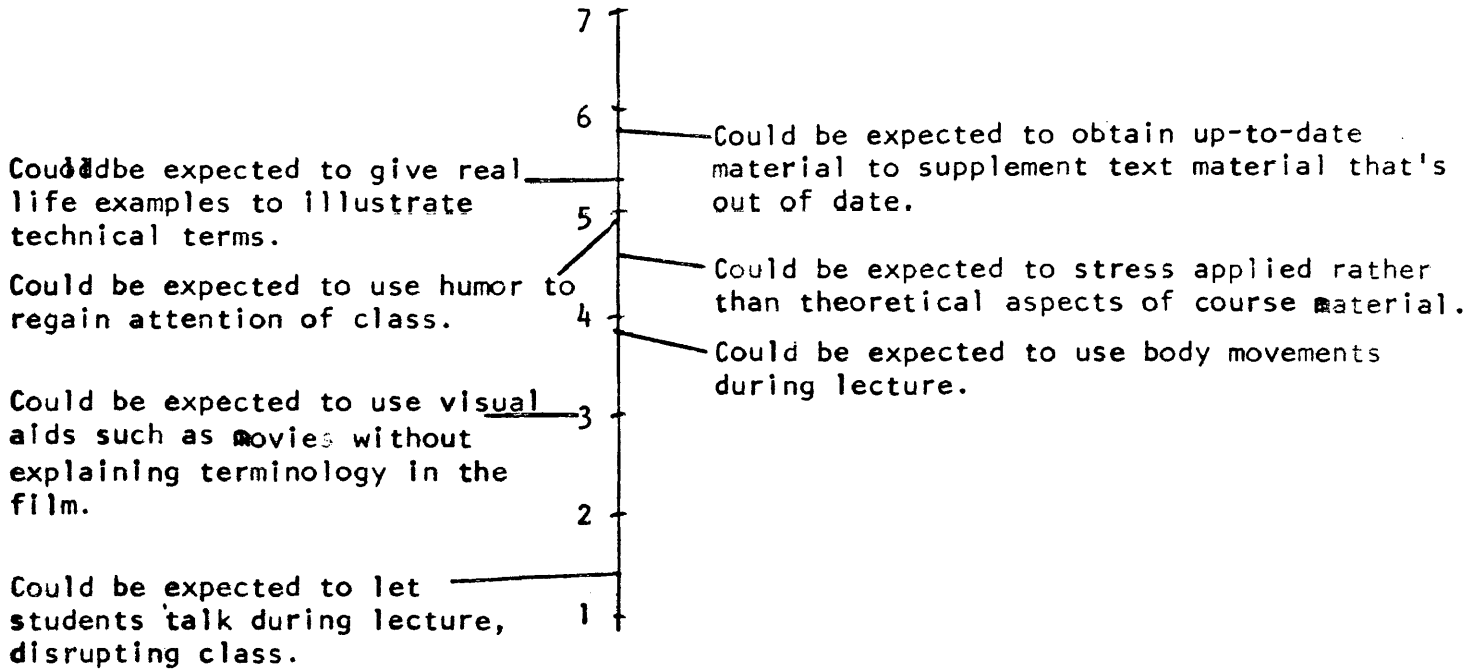 7
6
Could be expected to obtain up-to-date
material to supplement text material that's
out of date.
Couldddbe expected to give real
life examples to illustrate
technical terms.
5
Could be expected to use humor to
regain attention of class.
Could be expected to stress applied rather
than theoretical aspects of course material.
4
Could be expected to use body movements
during lecture.
Could be expected to use visual
aids such as movies without
explaining terminology in the
film.
3
2
Could be expected to let
students talk during lecture,
disrupting class.
1